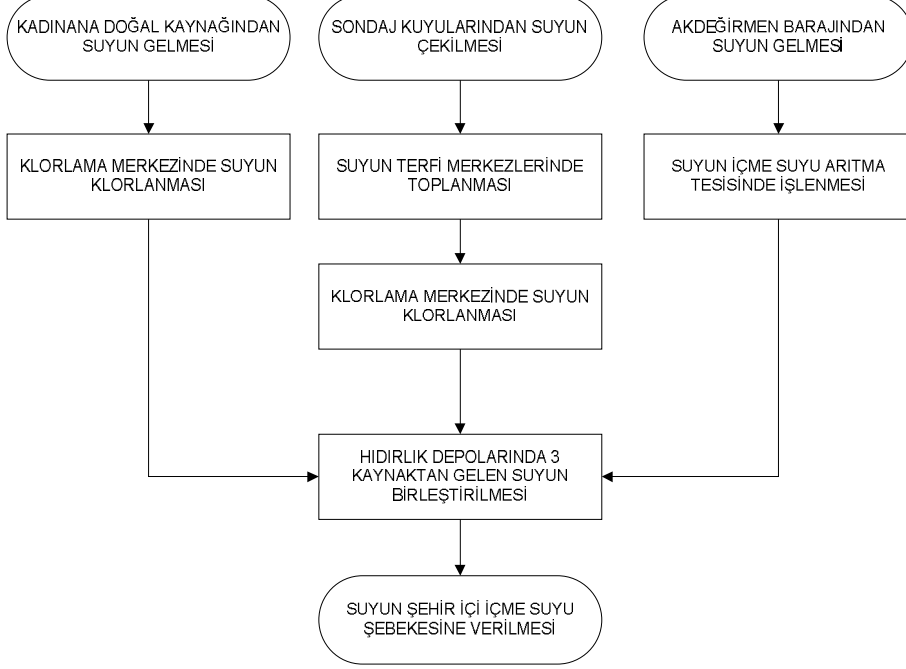 KADINANA DOĞAL KAYNAĞINDAN
SUYUN GELMESİ
SONDAJ KUYULARINDAN SUYUN
ÇEKİLMESİ
AKDEĞİRMEN BARAJINDAN
SUYUN GELMESİ
KLORLAMA MERKEZİNDE SUYUN
KLORLANMASI
SUYUN TERFİ MERKEZLERİNDE
TOPLANMASI
SUYUN İÇME SUYU ARITMA
TESİSİNDE İŞLENMESİ
KLORLAMA MERKEZİNDE SUYUN
KLORLANMASI
HIDIRLIK DEPOLARINDA 3
KAYNAKTAN GELEN SUYUN
BİRLEŞTİRİLMESİ
SUYUN ŞEHİR İÇİ İÇME SUYU
ŞEBEKESİNE VERİLMESİ